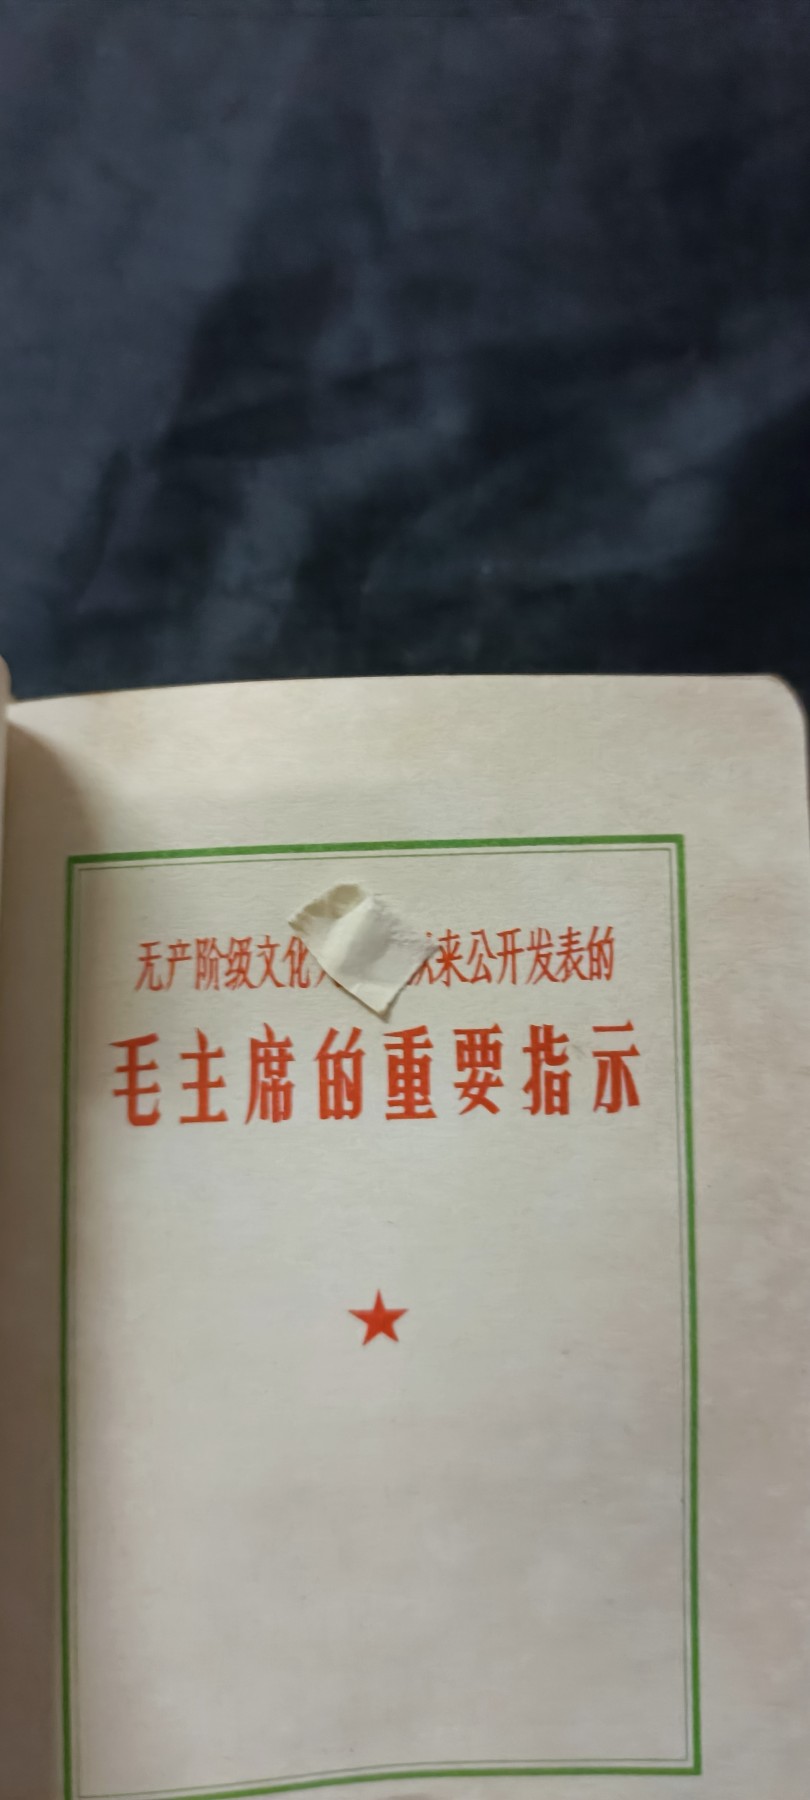 无产阶级文化 来公开发表的
毛主席的重要指示